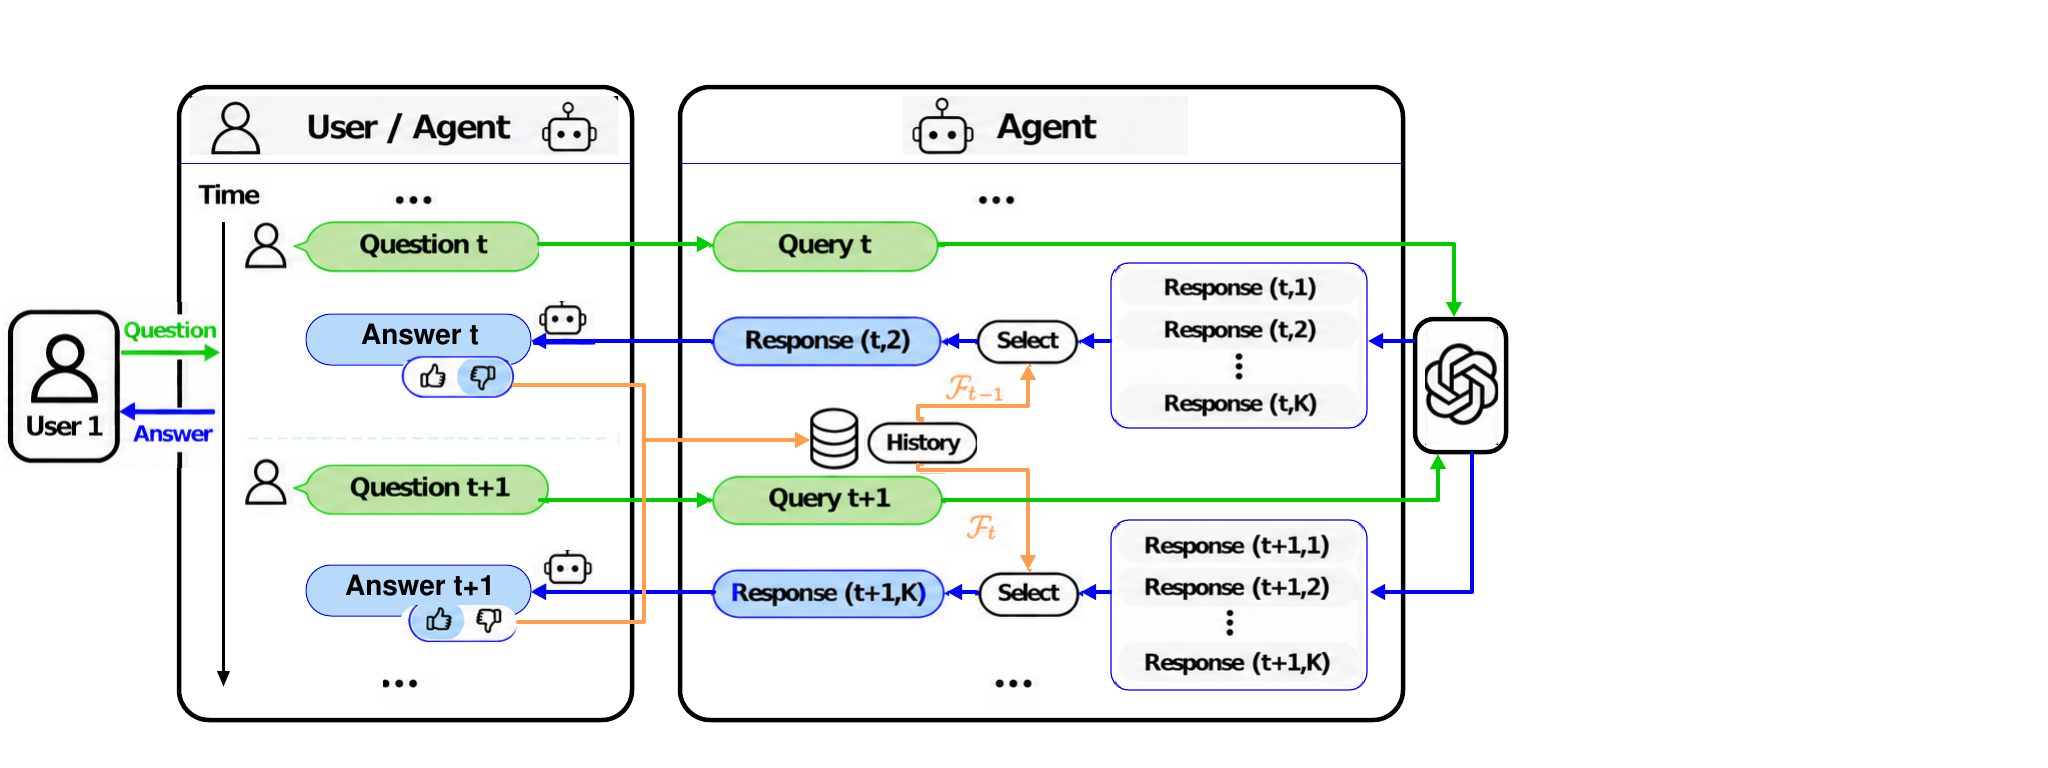 User / Agent
Agent
Time
...
...
Question t
Query t
Response (t,1)
Response (t,2)
Response (t,K)
Question
Answer
User 1
Answer t
Response (t,2)
Select
ℱt−1
History
Question t+1
Query t+1
ℱt
Response (t+1,1)
Response (t+1,2)
Response (t+1,K)
Answer t+1
Response (t+1,K)
Select
...
...